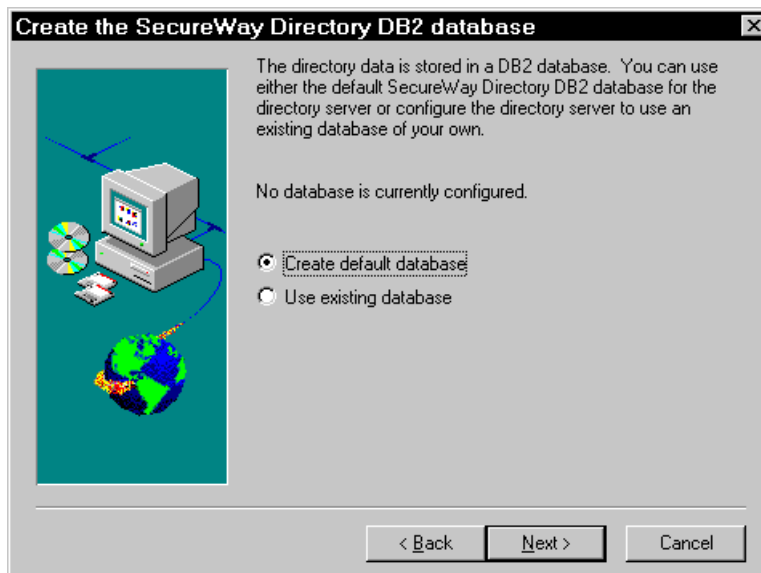 Create the SecureWay Directory DB2 database
The directory data is stored in a DB2 database. You can use
either the default SecureWay Directory DB2 database for the
directory server or configure the directory server to use an
existing database of your own.
No database is currently configured.
Create default database
Use existing database
< Back
Next >
Cancel